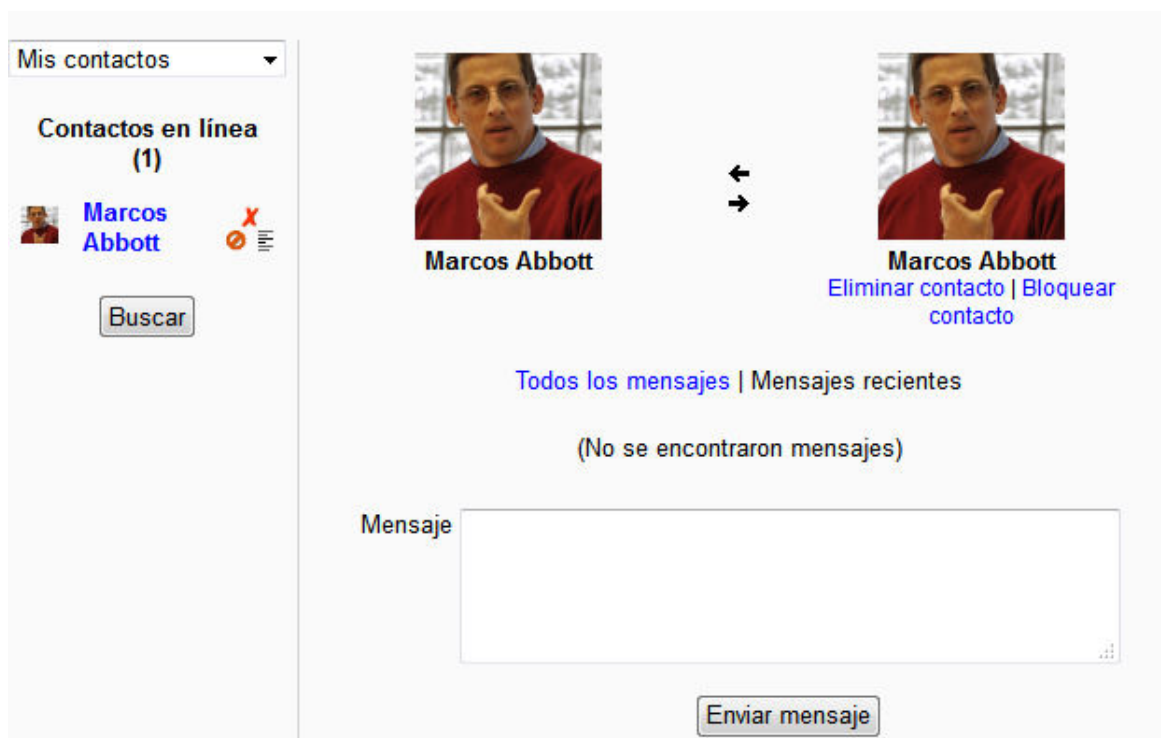 Mis contactos
Contactos en línea
(1)
Marcos
Abbott
Buscar
Marcos Abbott
Marcos Abbott
Eliminar contacto | Bloquear
contacto
Todos los mensajes | Mensajes recientes
(No se encontraron mensajes)
Mensaje
Enviar mensaje